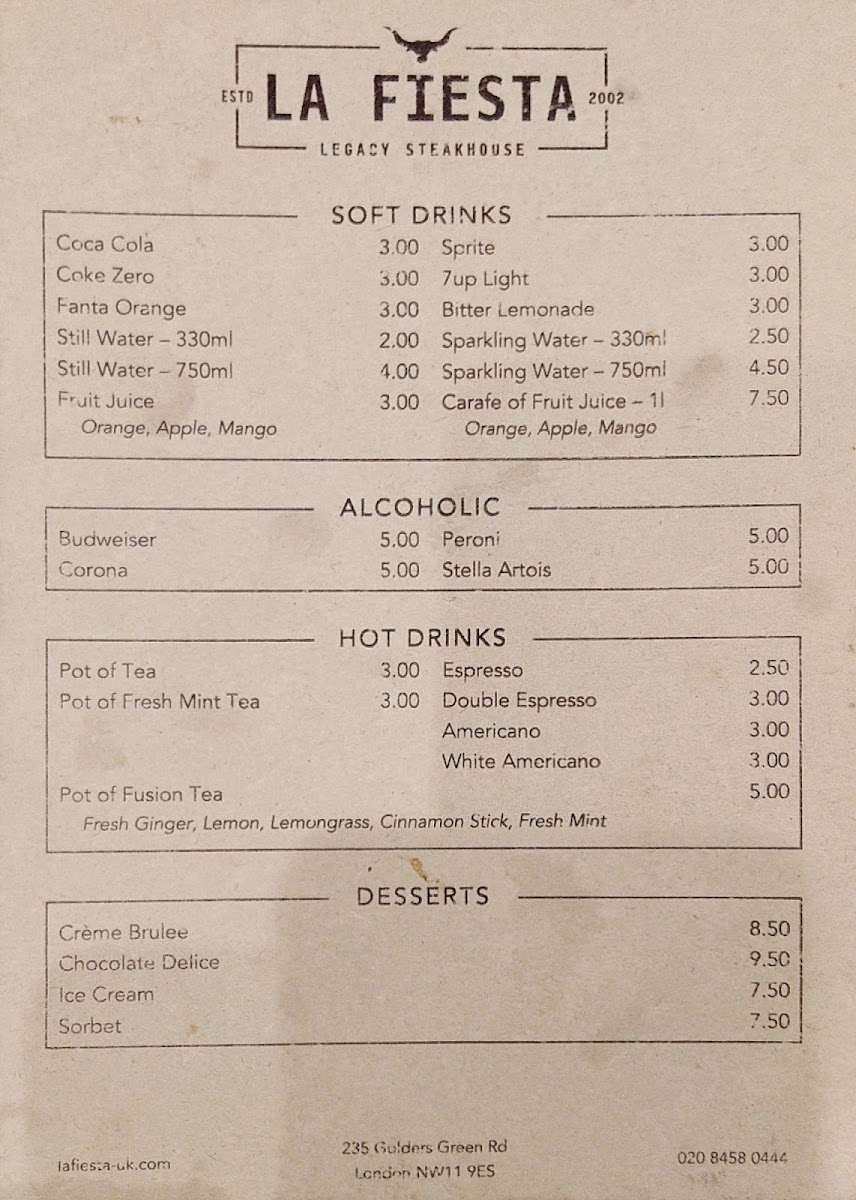 ESTD LA FIESTA 2002
LEGACY STEAKHOUSE
SOFT DRINKS
Coca Cola 3.00 Sprite 3.00
Coke Zero 3.00 7up Light 3.00
Fanta Orange 3.00 Bitter Lemonade 3.00
Still Water – 330ml 2.00 Sparkling Water – 330ml 2.50
Still Water – 750ml 4.00 Sparkling Water – 750ml 4.50
Fruit Juice 3.00 Carafe of Fruit Juice – 1l 7.50
Orange, Apple, Mango Orange, Apple, Mango
ALCOHOLIC
Budweiser 5.00 Peroni 5.00
Corona 5.00 Stella Artois 5.00
HOT DRINKS
Pot of Tea 3.00 Espresso 2.50
Pot of Fresh Mint Tea 3.00 Double Espresso 3.00
Americano 3.00
White Americano 3.00
Pot of Fusion Tea 5.00
Fresh Ginger, Lemon, Lemongrass, Cinnamon Stick, Fresh Mint
DESSERTS
Crème Brulee 8.50
Chocolate Delice 9.50
Ice Cream 7.50
Sorbet 7.50
235 Golders Green Rd
lafiesta-uk.com 020 8458 0444
London NW11 9ES